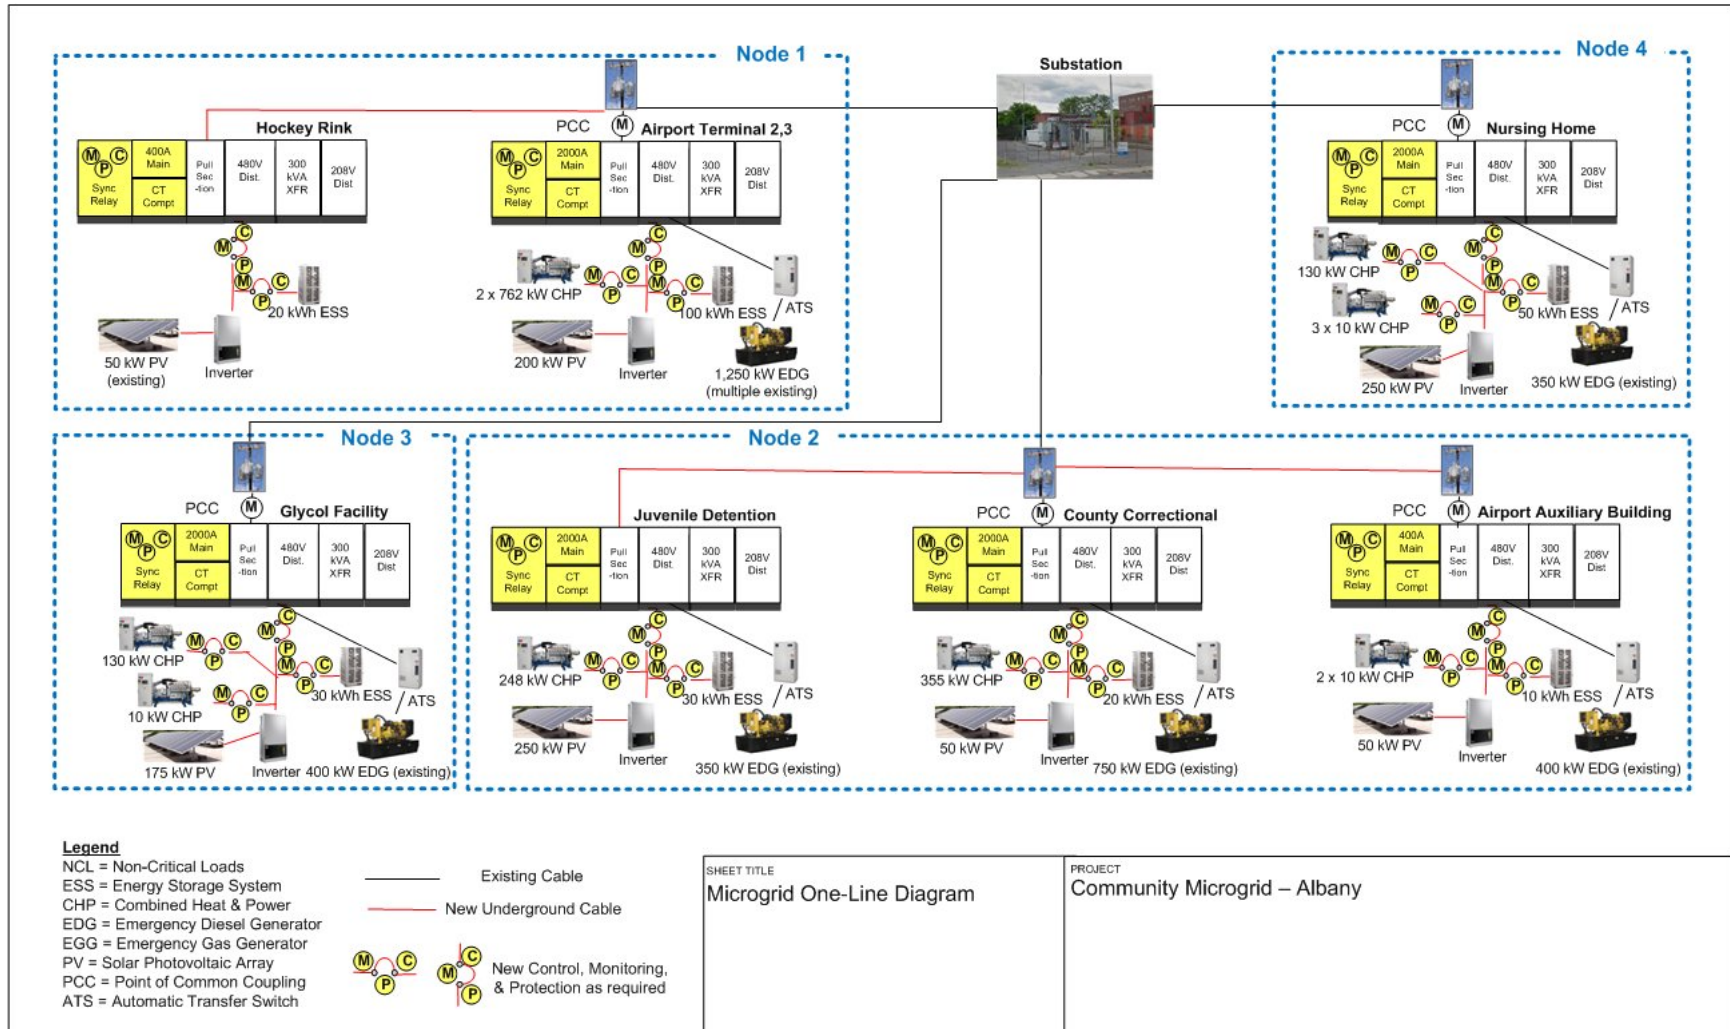 Node 1
Substation
Node 4
Hockey Rink
PCC
M
Airport Terminal 2,3
PCC
M
Nursing Home
M
C
P
Sync
Relay
400A
Main
CT
Compt
Pull
Sec
-tion
480V
Dist.
300
kVA
XFR
208V
Dist
M
C
P
Sync
Relay
2000A
Main
CT
Compt
Pull
Sec
-tion
480V
Dist.
300
kVA
XFR
208V
Dist
M
C
P
Sync
Relay
2000A
Main
CT
Compt
Pull
Sec
-tion
480V
Dist.
300
kVA
XFR
208V
Dist
C
M
P
M
C
P
20 kWh ESS
50 kW PV
(existing)
Inverter
C
M
P
M
C
P
M
C
P
2 x 762 kW CHP
100 kWh ESS
/ ATS
200 kW PV
Inverter
1,250 kW EDG
(multiple existing)
C
M
P
M
C
P
M
C
P
M
C
P
130 kW CHP
3 x 10 kW CHP
50 kWh ESS
/ ATS
250 kW PV
Inverter
350 kW EDG (existing)
Node 3
Node 2
PCC
M
Glycol Facility
Juvenile Detention
PCC
M
County Correctional
PCC
M
Airport Auxiliary Building
M
C
P
Sync
Relay
2000A
Main
CT
Compt
Pull
Sec
-tion
480V
Dist.
300
kVA
XFR
208V
Dist
M
C
P
Sync
Relay
2000A
Main
CT
Compt
Pull
Sec
-tion
480V
Dist.
300
kVA
XFR
208V
Dist
M
C
P
Sync
Relay
2000A
Main
CT
Compt
Pull
Sec
-tion
480V
Dist.
300
kVA
XFR
208V
Dist
M
C
P
Sync
Relay
400A
Main
CT
Compt
Pull
Sec
-tion
480V
Dist.
300
kVA
XFR
208V
Dist
C
M
P
M
C
P
M
C
P
M
C
P
130 kW CHP
10 kW CHP
30 kWh ESS
/ ATS
175 kW PV
Inverter
400 kW EDG (existing)
C
M
P
M
C
P
M
C
P
248 kW CHP
30 kWh ESS
/ ATS
250 kW PV
Inverter
350 kW EDG (existing)
C
M
P
M
C
P
M
C
P
355 kW CHP
20 kWh ESS
/ ATS
50 kW PV
Inverter
750 kW EDG (existing)
C
M
P
M
C
P
M
C
P
2 x 10 kW CHP
10 kWh ESS
/ ATS
50 kW PV
Inverter
400 kW EDG (existing)
Legend
NCL = Non-Critical Loads
ESS = Energy Storage System
CHP = Combined Heat & Power
EDG = Emergency Diesel Generator
EGG = Emergency Gas Generator
PV = Solar Photovoltaic Array
PCC = Point of Common Coupling
ATS = Automatic Transfer Switch
Existing Cable
New Underground Cable
M
C
P
C
M
P
New Control, Monitoring,
& Protection as required
SHEET TITLE
Microgrid One-Line Diagram
PROJECT
Community Microgrid – Albany